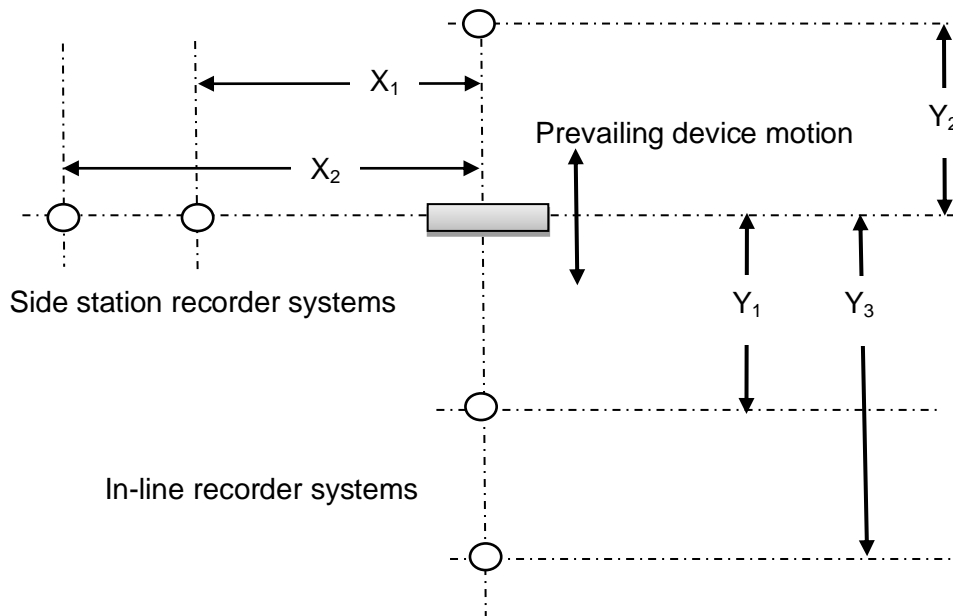 X₁
Y₂
Prevailing device motion
X₂
Side station recorder systems
Y₁
Y₃
In-line recorder systems